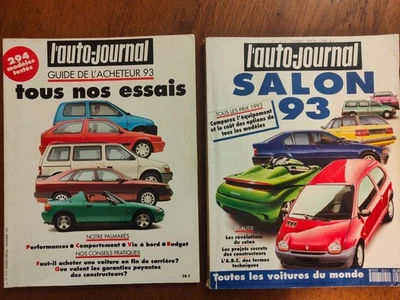 294
modèles
testés
l'auto-journal
GUIDE DE L'ACHETEUR 93
tous nos essais
NOTRE PALMARÈS
Performances • Comportement • Vie à bord • Budget
NOS CONSEILS PRATIQUES
Faut-il acheter une voiture en fin de carrière?
Que valent les garanties payantes
des constructeurs?
l'auto-journal
SALON
93
TOUS LES PRIX 1993
Comparez l'équipement
et le coût des options de
tous les modèles
ET AUSSI
Les révélations
du salon
Les projets secrets
des constructeurs
L'A.B.C. des termes
techniques
Toutes les voitures du monde